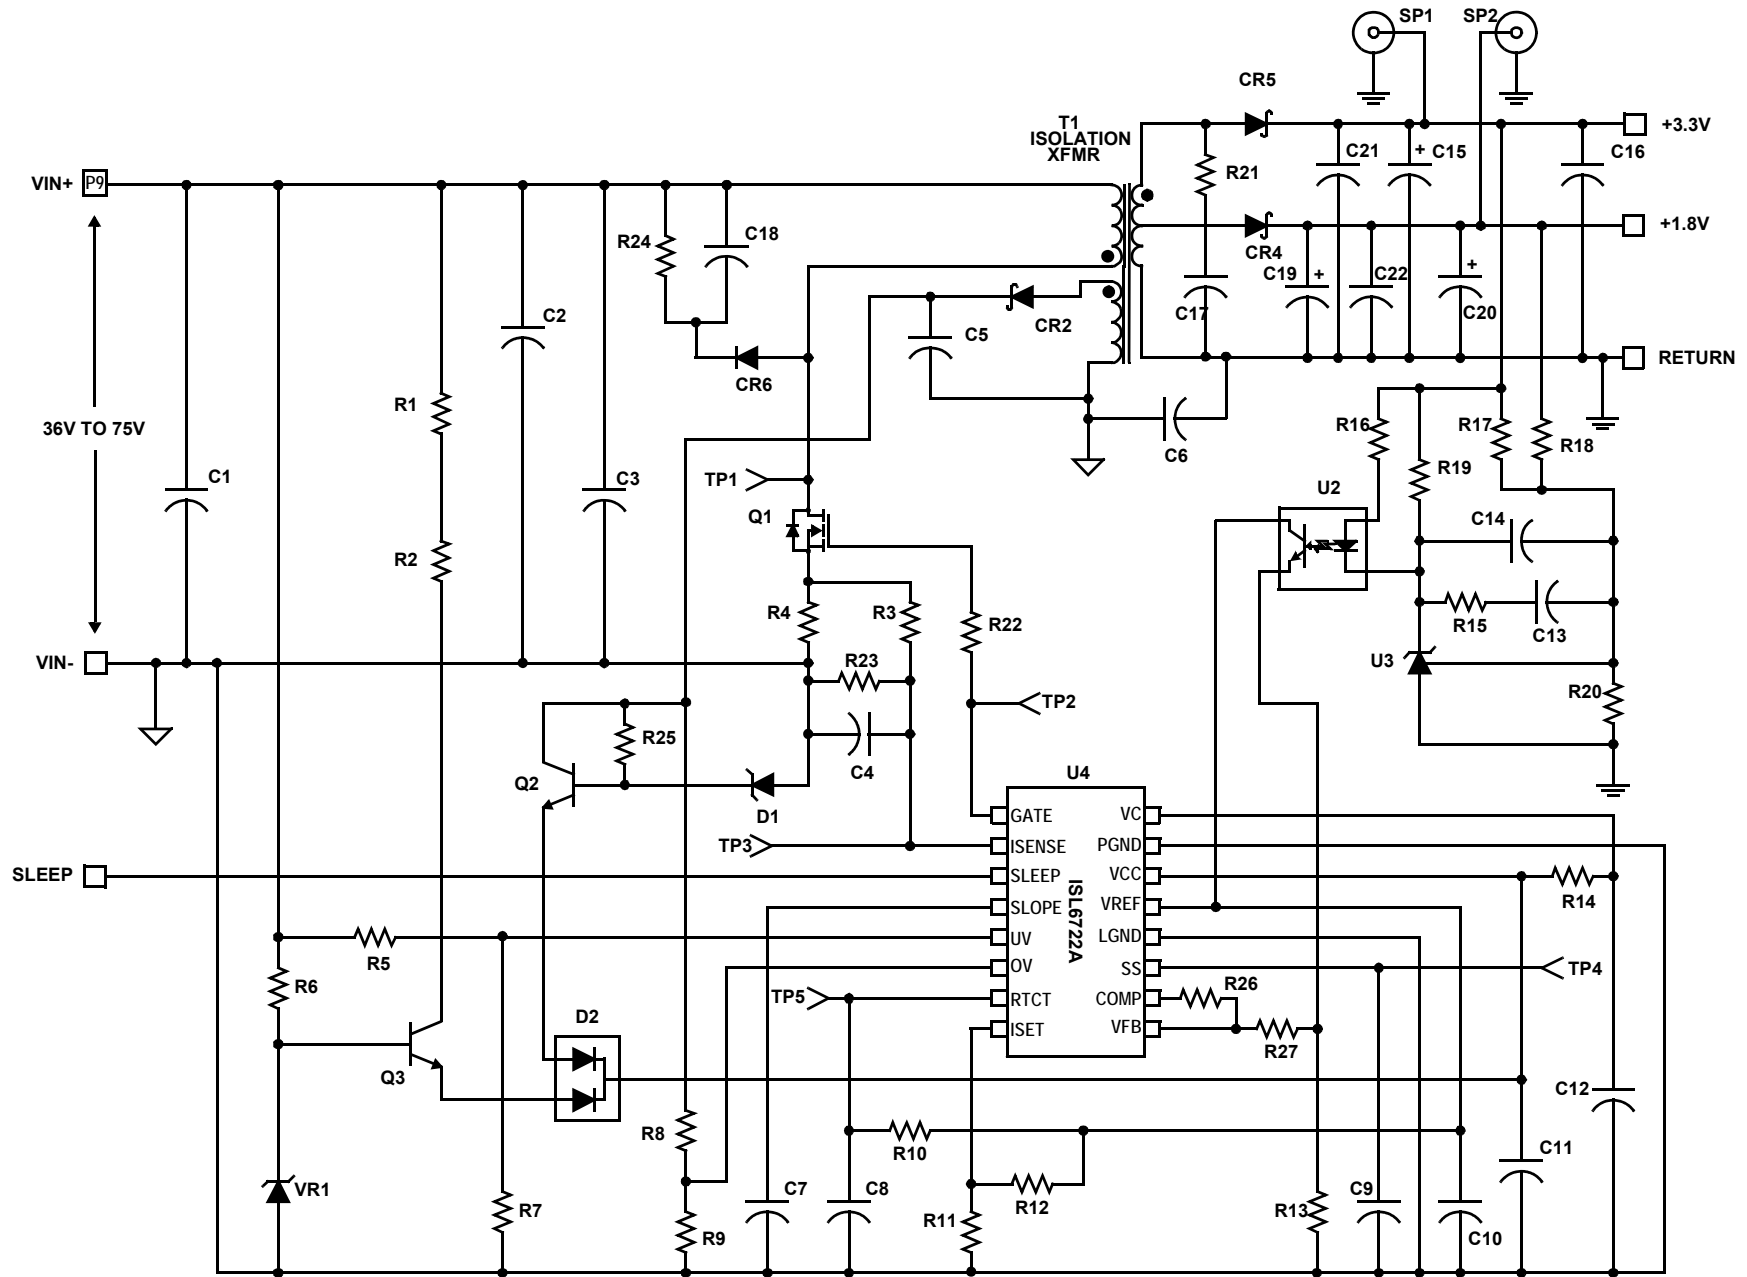 SP1
SP2
CR5
T1
ISOLATION
XFMR
+3.3V
C21
+ C15
C16
R21
VIN+
P9
+1.8V
R24
C18
CR4
C19 +
C22
+
C20
C17
CR2
C5
C2
CR6
RETURN
R1
36V TO 75V
R16
R17
R18
C6
R19
C1
C3
TP1
U2
Q1
C14
R2
R4
R3
R22
R15
C13
VIN-
R23
U3
R20
TP2
R25
C4
Q2
D1
U4
GATE
VC
TP3
ISENSE
PGND
SLEEP
SLEEP
VCC
R14
SLOPE
VREF
ISL6722A
R5
UV
LGND
OV
SS
TP4
R6
TP5
RTCT
COMP
R26
D2
ISET
VFB
R27
Q3
C12
R8
R10
C11
VR1
C7
C8
R12
C9
R7
R9
R11
R13
C10